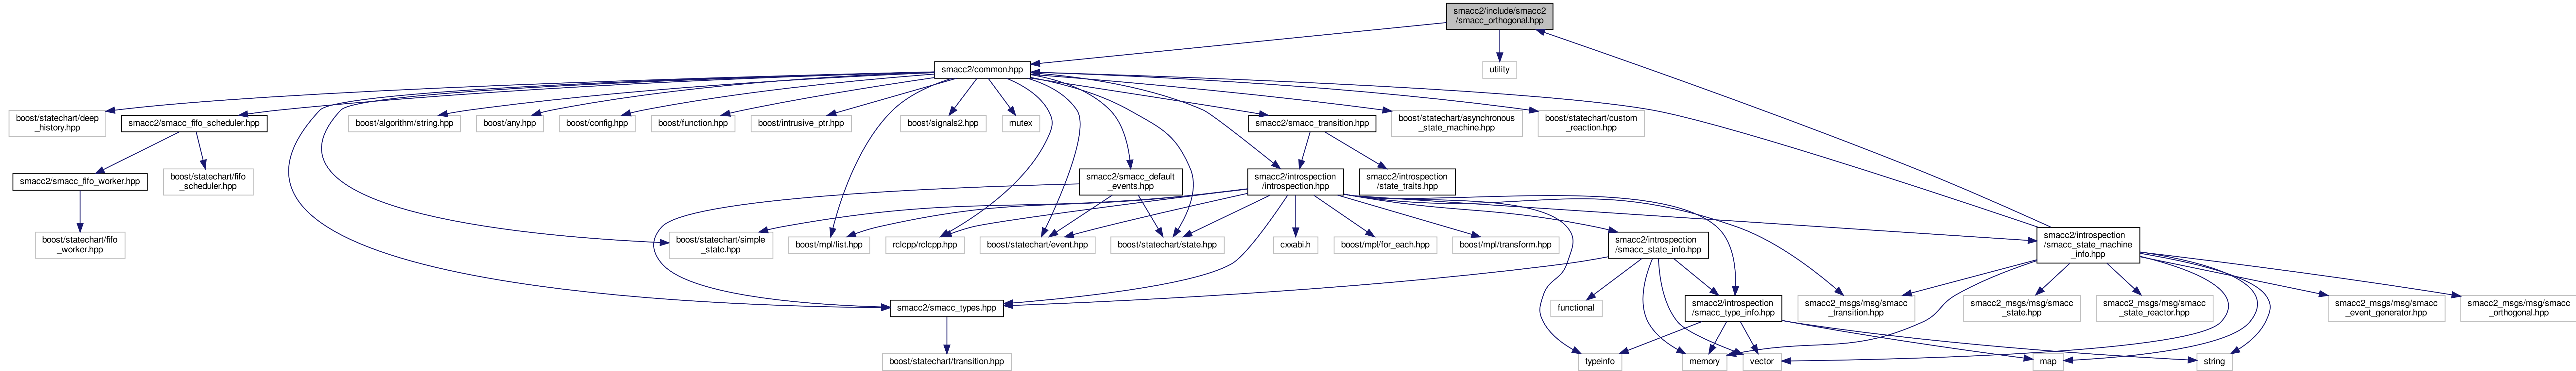 smacc2/include/smacc2
/smacc_orthogonal.hpp
smacc2/common.hpp
utility
boost/statechart/deep
_history.hpp
smacc2/smacc_fifo_scheduler.hpp
boost/algorithm/string.hpp
boost/any.hpp
boost/config.hpp
boost/function.hpp
boost/intrusive_ptr.hpp
boost/signals2.hpp
mutex
smacc2/smacc_transition.hpp
boost/statechart/asynchronous
_state_machine.hpp
boost/statechart/custom
_reaction.hpp
smacc2/smacc_fifo_worker.hpp
boost/statechart/fifo
_scheduler.hpp
smacc2/smacc_default
_events.hpp
smacc2/introspection
/introspection.hpp
smacc2/introspection
/state_traits.hpp
boost/statechart/fifo
_worker.hpp
boost/statechart/simple
_state.hpp
boost/mpl/list.hpp
rclcpp/rclcpp.hpp
boost/statechart/event.hpp
boost/statechart/state.hpp
cxxabi.h
boost/mpl/for_each.hpp
boost/mpl/transform.hpp
smacc2/introspection
/smacc_state_info.hpp
smacc2/introspection
/smacc_state_machine
_info.hpp
smacc2/smacc_types.hpp
functional
smacc2/introspection
/smacc_type_info.hpp
smacc2_msgs/msg/smacc
_transition.hpp
smacc2_msgs/msg/smacc
_state.hpp
smacc2_msgs/msg/smacc
_state_reactor.hpp
smacc2_msgs/msg/smacc
_event_generator.hpp
smacc2_msgs/msg/smacc
_orthogonal.hpp
boost/statechart/transition.hpp
typeinfo
memory
vector
map
string